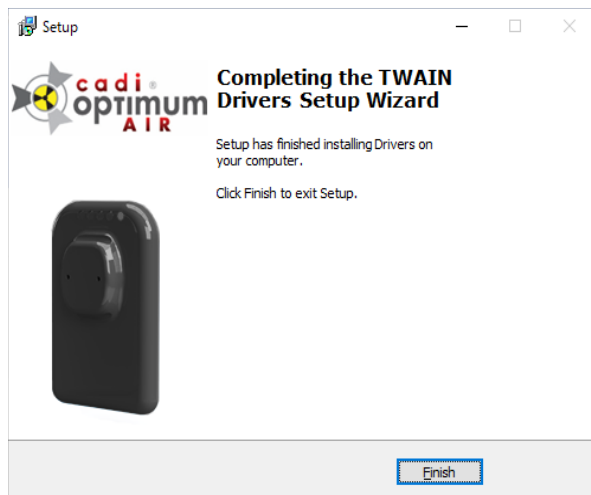 Setup
cadi
optimum
AIR
Completing the TWAIN
Drivers Setup Wizard
Setup has finished installing Drivers on
your computer.
Click Finish to exit Setup.
Finish